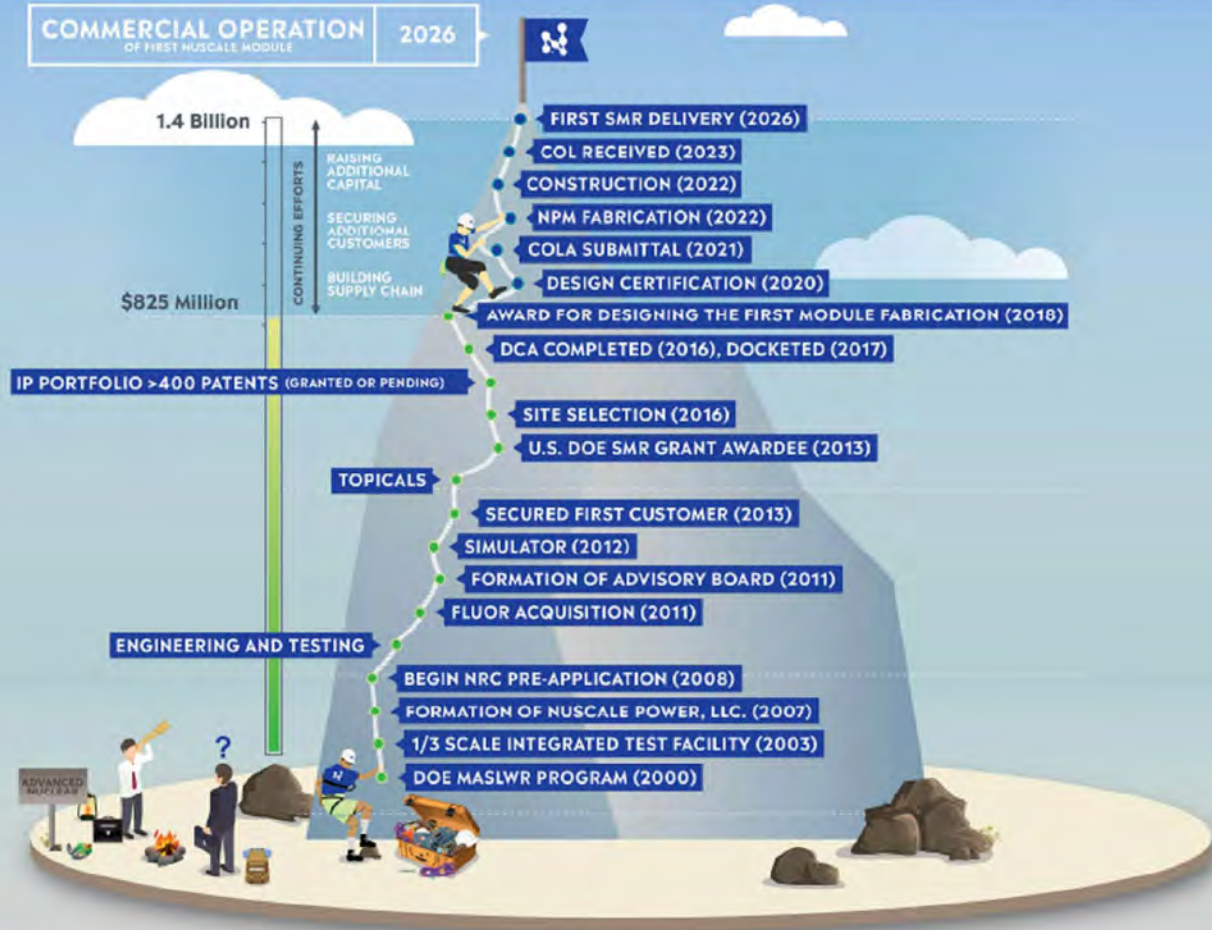 COMMERCIAL OPERATION
OF FIRST NUSCALE MODULE
2026
1.4 Billion
$825 Million
CONTINUING EFFORTS
RAISING
ADDITIONAL
CAPITAL
SECURING
ADDITIONAL
CUSTOMERS
BUILDING
SUPPLY CHAIN
FIRST SMR DELIVERY (2026)
COL RECEIVED (2023)
CONSTRUCTION (2022)
NPM FABRICATION (2022)
COLA SUBMITTAL (2021)
DESIGN CERTIFICATION (2020)
AWARD FOR DESIGNING THE FIRST MODULE FABRICATION (2018)
DCA COMPLETED (2016), DOCKETED (2017)
IP PORTFOLIO >400 PATENTS (GRANTED OR PENDING)
SITE SELECTION (2016)
U.S. DOE SMR GRANT AWARDEE (2013)
TOPICALS
SECURED FIRST CUSTOMER (2013)
SIMULATOR (2012)
FORMATION OF ADVISORY BOARD (2011)
FLUOR ACQUISITION (2011)
ENGINEERING AND TESTING
BEGIN NRC PRE-APPLICATION (2008)
FORMATION OF NUSCALE POWER, LLC. (2007)
1/3 SCALE INTEGRATED TEST FACILITY (2003)
DOE MASLWR PROGRAM (2000)
?
ADVANCED
NUCLEAR